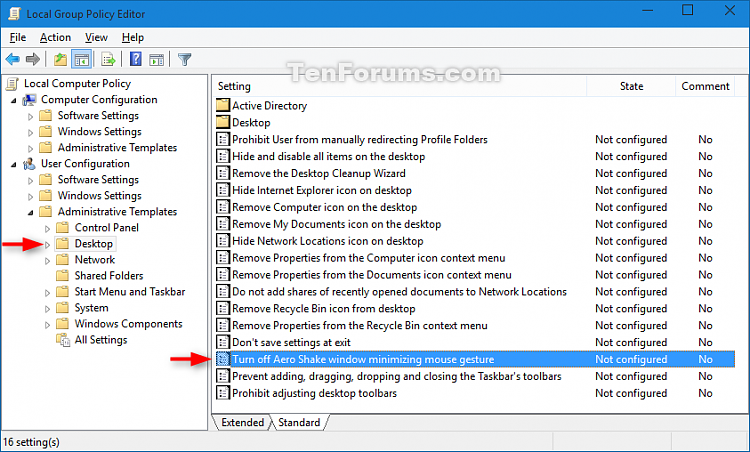 Local Group Policy Editor
File Action View Help
TenForums.com
Local Computer Policy
Computer Configuration
Software Settings
Windows Settings
Administrative Templates
User Configuration
Software Settings
Windows Settings
Administrative Templates
Control Panel
Desktop
Network
Shared Folders
Start Menu and Taskbar
System
Windows Components
All Settings
Setting State Comment
Active Directory
Desktop
Prohibit User from manually redirecting Profile Folders Not configured No
Hide and disable all items on the desktop Not configured No
Remove the Desktop Cleanup Wizard Not configured No
Hide Internet Explorer icon on desktop Not configured No
Remove Computer icon on the desktop Not configured No
Remove My Documents icon on the desktop Not configured No
Hide Network Locations icon on desktop Not configured No
Remove Properties from the Computer icon context menu Not configured No
Remove Properties from the Documents icon context menu Not configured No
Do not add shares of recently opened documents to Network Locations Not configured No
Remove Recycle Bin icon from desktop Not configured No
Remove Properties from the Recycle Bin context menu Not configured No
Don't save settings at exit Not configured No
Turn off Aero Shake window minimizing mouse gesture Not configured No
Prevent adding, dragging, dropping and closing the Taskbar's toolbars Not configured No
Prohibit adjusting desktop toolbars Not configured No
Extended Standard
16 setting(s)